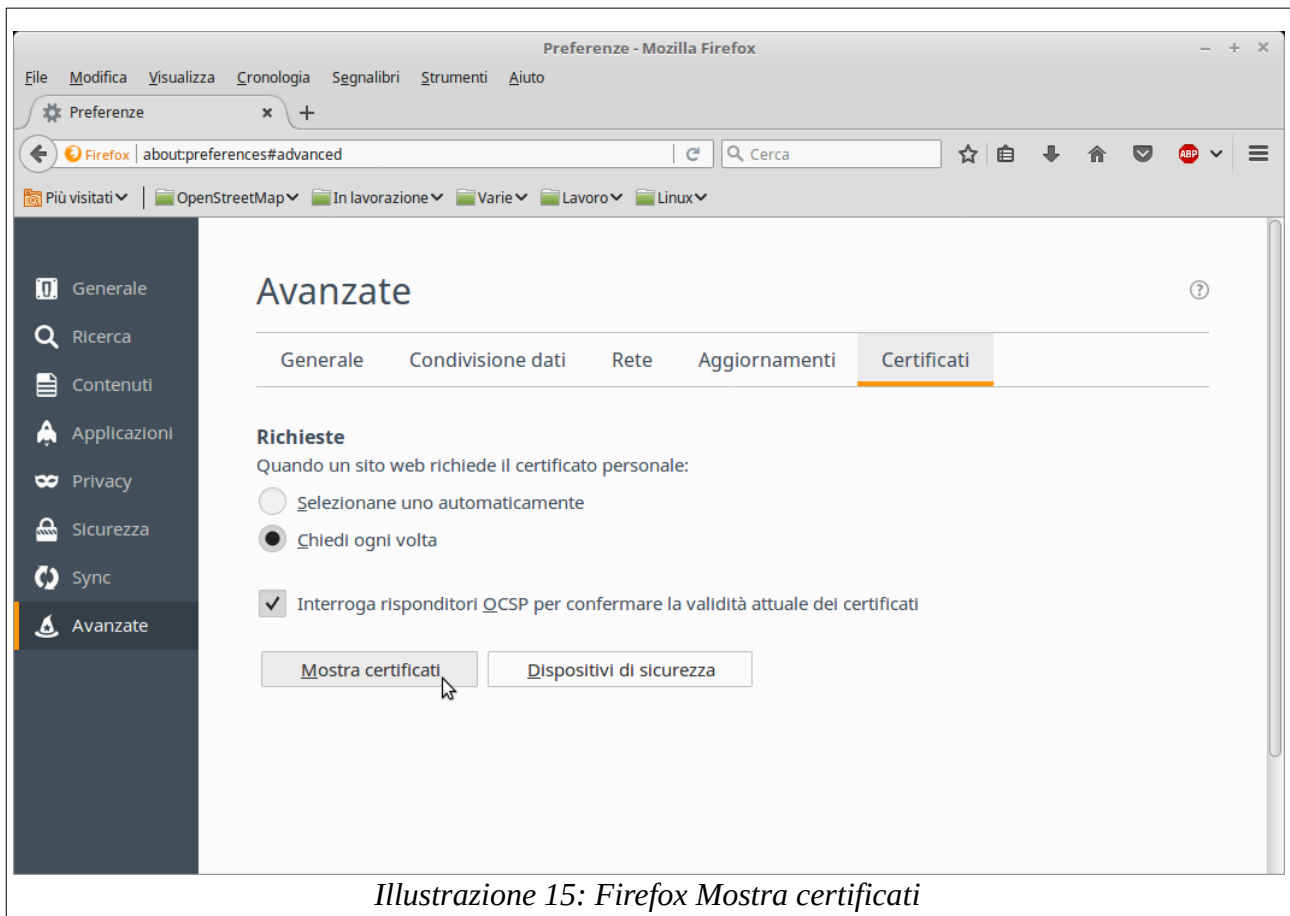 Preferenze - Mozilla Firefox
File Modifica Visualizza Cronologia Segnalibri Strumenti Aiuto
Preferenze
Firefox about:preferences#advanced Cerca ABP
Più visitati OpenStreetMap In lavorazione Varie Lavoro Linux
Avanzate
Generale
Ricerca
Contenuti
Applicazioni
Privacy
Sicurezza
Sync
Avanzate
Generale Condivisione dati Rete Aggiornamenti Certificati
Richieste
Quando un sito web richiede il certificato personale:
Selezionane uno automaticamente
Chiedi ogni volta
Interroga risponditori OCSP per confermare la validità attuale dei certificati
Mostra certificati Dispositivi di sicurezza
Illustrazione 15: Firefox Mostra certificati